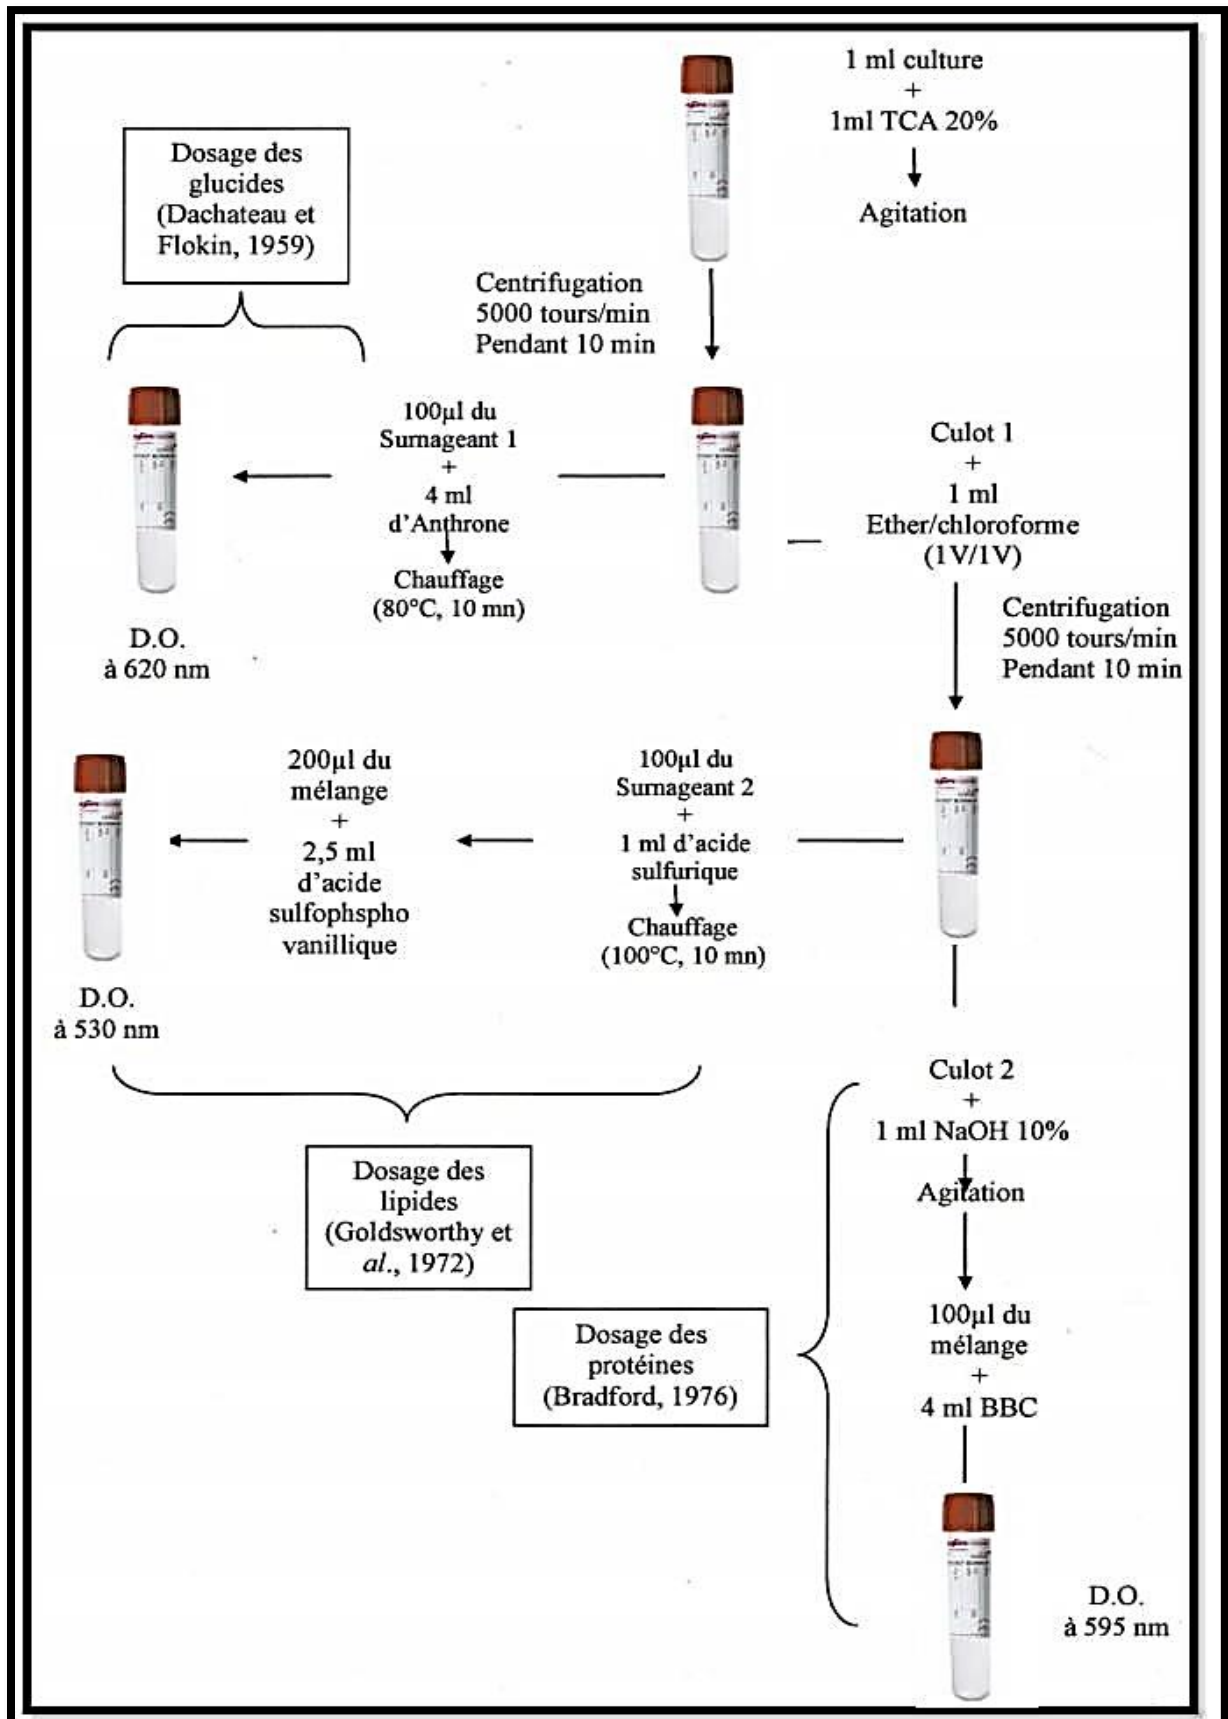 1 ml culture
+
1ml TCA 20%
Agitation
Dosage des
glucides
(Dachateau et
Flokin, 1959)
Centrifugation
5000 tours/min
Pendant 10 min
100µl du
Surnageant 1
+
4 ml
d'Anthrone
Chauffage
(80°C, 10 mn)
D.O.
à 620 nm
Culot 1
+
1 ml
Ether/chloroforme
(1V/1V)
Centrifugation
5000 tours/min
Pendant 10 min
100µl du
Surnageant 2
+
1 ml d'acide
sulfurique
Chauffage
(100°C, 10 mn)
200µl du
mélange
+
2,5 ml
d'acide
sulfophspho
vanillique
D.O.
à 530 nm
Dosage des
lipides
(Goldsworthy et
al., 1972)
Culot 2
+
1 ml NaOH 10%
Agitation
100µl du
mélange
+
4 ml BBC
Dosage des
protéines
(Bradford, 1976)
D.O.
à 595 nm